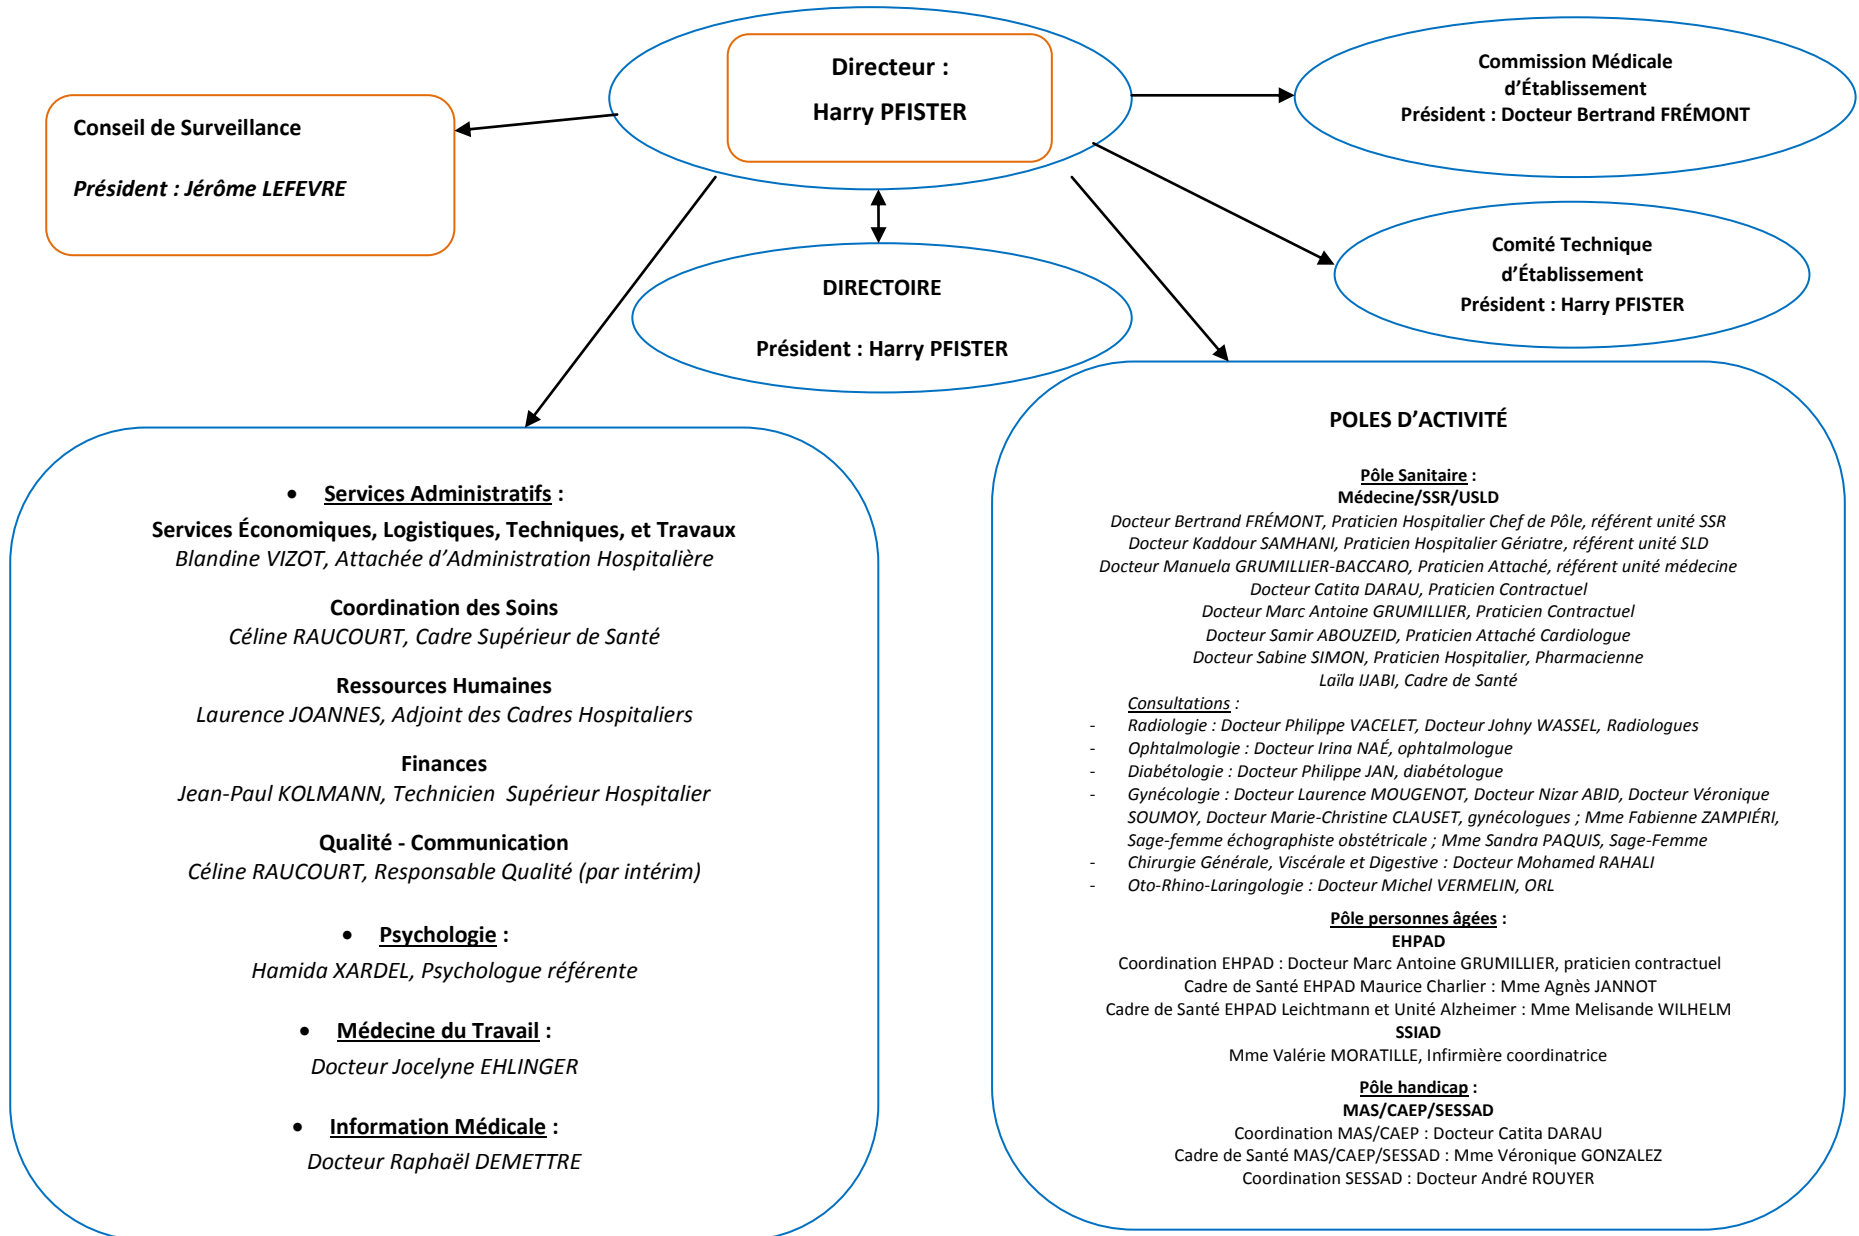 Directeur :
Harry PFISTER
Conseil de Surveillance
Président : Jérôme LEFEVRE
Commission Médicale
d’Établissement
Président : Docteur Bertrand FRÉMONT
Comité Technique
d’Établissement
Président : Harry PFISTER
DIRECTOIRE
Président : Harry PFISTER
• Services Administratifs :
Services Économiques, Logistiques, Techniques, et Travaux
Blandine VIZOT, Attachée d’Administration Hospitalière
Coordination des Soins
Céline RAUCOURT, Cadre Supérieur de Santé
Ressources Humaines
Laurence JOANNES, Adjoint des Cadres Hospitaliers
Finances
Jean-Paul KOLMANN, Technicien Supérieur Hospitalier
Qualité - Communication
Céline RAUCOURT, Responsable Qualité (par intérim)
• Psychologie :
Hamida XARDEL, Psychologue référente
• Médecine du Travail :
Docteur Jocelyne EHLINGER
• Information Médicale :
Docteur Raphaël DEMETTRE
POLES D’ACTIVITÉ
Pôle Sanitaire :
Médecine/SSR/USLD
Docteur Bertrand FRÉMONT, Praticien Hospitalier Chef de Pôle, référent unité SSR
Docteur Kaddour SAMHANI, Praticien Hospitalier Gériatre, référent unité SLD
Docteur Manuela GRUMILLIER-BACCARO, Praticien Attaché, référent unité médecine
Docteur Catita DARAU, Praticien Contractuel
Docteur Marc Antoine GRUMILLIER, Praticien Contractuel
Docteur Samir ABOUZEID, Praticien Attaché Cardiologue
Docteur Sabine SIMON, Praticien Hospitalier, Pharmacienne
Laïla IJABI, Cadre de Santé
Consultations :
- Radiologie : Docteur Philippe VACELET, Docteur Johny WASSEL, Radiologues
- Ophtalmologie : Docteur Irina NAÉ, ophtalmologue
- Diabétologie : Docteur Philippe JAN, diabétologue
- Gynécologie : Docteur Laurence MOUGENOT, Docteur Nizar ABID, Docteur Véronique
SOUMOY, Docteur Marie-Christine CLAUSET, gynécologues ; Mme Fabienne ZAMPIÉRI,
Sage-femme échographiste obstétricale ; Mme Sandra PAQUIS, Sage-Femme
- Chirurgie Générale, Viscérale et Digestive : Docteur Mohamed RAHALI
- Oto-Rhino-Laringologie : Docteur Michel VERMELIN, ORL
Pôle personnes âgées :
EHPAD
Coordination EHPAD : Docteur Marc Antoine GRUMILLIER, praticien contractuel
Cadre de Santé EHPAD Maurice Charlier : Mme Agnès JANNOT
Cadre de Santé EHPAD Leichtmann et Unité Alzheimer : Mme Melisande WILHELM
SSIAD
Mme Valérie MORATILLE, Infirmière coordinatrice
Pôle handicap :
MAS/CAEP/SESSAD
Coordination MAS/CAEP : Docteur Catita DARAU
Cadre de Santé MAS/CAEP/SESSAD : Mme Véronique GONZALEZ
Coordination SESSAD : Docteur André ROUYER